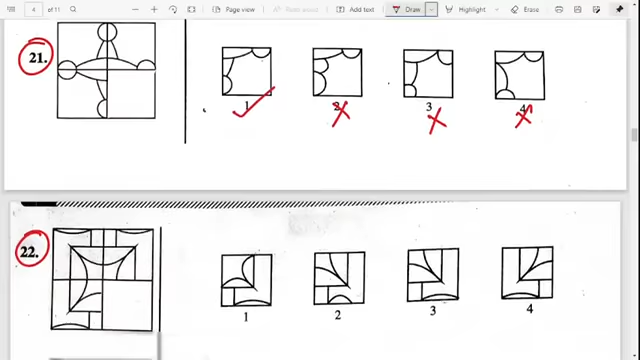 4 of 11
Page view
A
Add text
Draw
Highlight
Erase
21.
1
2
3
4
22.
1
2
3
4